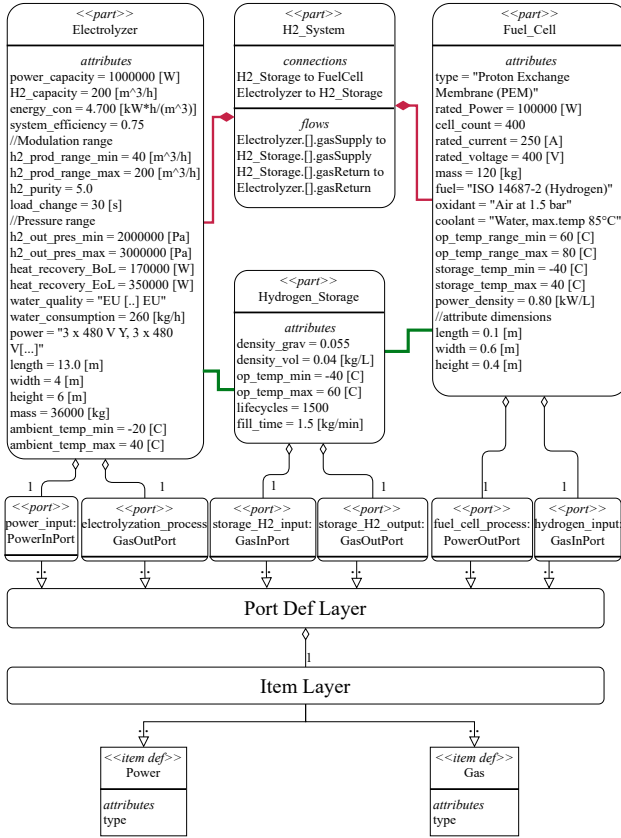 <<part>>
Electrolyzer
attributes
power_capacity = 1000000 [W]
H2_capacity = 200 [m^3/h]
energy_con = 4.700 [kW*h/(m^3)]
system_efficiency = 0.75
//Modulation range
h2_prod_range_min = 40 [m^3/h]
h2_prod_range_max = 200 [m^3/h]
h2_purity = 5.0
load_change = 30 [s]
//Pressure range
h2_out_pres_min = 2000000 [Pa]
h2_out_pres_max = 3000000 [Pa]
heat_recovery_BoL = 170000 [W]
heat_recovery_EoL = 350000 [W]
water_quality = "EU [..] EU"
water_consumption = 260 [kg/h]
power = "3 x 480 V Y, 3 x 480
V[...]"
length = 13.0 [m]
width = 4 [m]
height = 6 [m]
mass = 36000 [kg]
ambient_temp_min = -20 [C]
ambient_temp_max = 40 [C]
<<part>>
H2_System
connections
H2_Storage to FuelCell
Electrolyzer to H2_Storage
flows
Electrolyzer.[].gasSupply to
H2_Storage.[].gasSupply
H2_Storage.[].gasReturn to
Electrolyzer.[].gasReturn
<<part>>
Fuel_Cell
attributes
type = "Proton Exchange
Membrane (PEM)"
rated_Power = 100000 [W]
cell_count = 400
rated_current = 250 [A]
rated_voltage = 400 [V]
mass = 120 [kg]
fuel= "ISO 14687-2 (Hydrogen)"
oxidant = "Air at 1.5 bar"
coolant = "Water, max.temp 85°C"
op_temp_range_min = 60 [C]
op_temp_range_max = 80 [C]
storage_temp_min = -40 [C]
storage_temp_max = 40 [C]
power_density = 0.80 [kW/L]
//attribute dimensions
length = 0.1 [m]
width = 0.6 [m]
height = 0.4 [m]
<<part>>
Hydrogen_Storage
attributes
density_grav = 0.055
density_vol = 0.04 [kg/L]
op_temp_min = -40 [C]
op_temp_max = 60 [C]
lifecycles = 1500
fill_time = 1.5 [kg/min]
1
1
1
1
1
1
<<port>>
power_input:
PowerInPort
<<port>>
electrolyzation_process
GasOutPort
<<port>>
storage_H2_input:
GasInPort
<<port>>
storage_H2_output:
GasOutPort
<<port>>
fuel_cell_process:
PowerOutPort
<<port>>
hydrogen_input:
GasInPort
Port Def Layer
1
Item Layer
<<item def>>
Power
attributes
type
<<item def>>
Gas
attributes
type